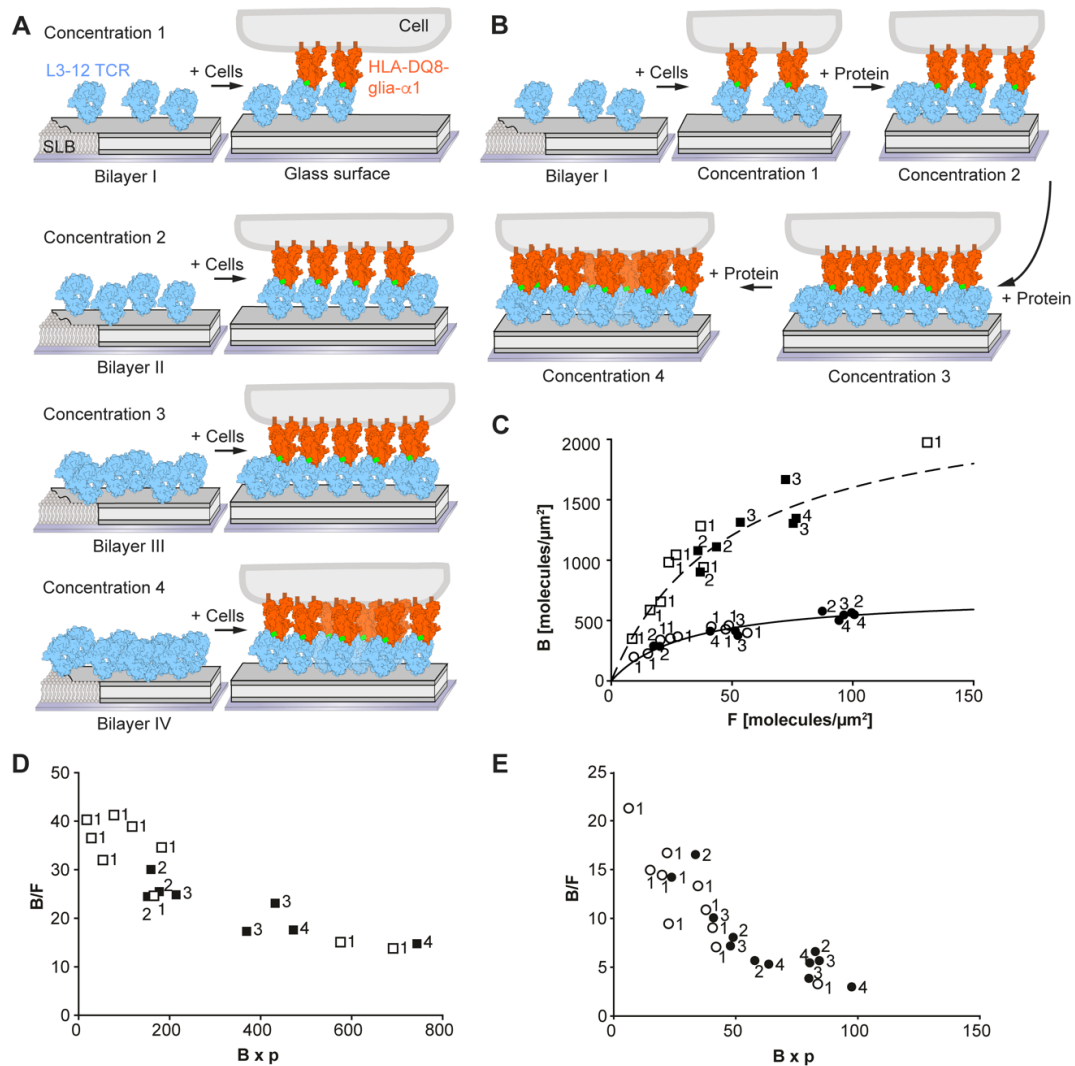 A
Concentration 1
Cell
L3-12 TCR
+ Cells
HLA-DQ8-
glia-α1
SLB
Bilayer I
Glass surface
Concentration 2
+ Cells
Bilayer II
Concentration 3
+ Cells
Bilayer III
Concentration 4
+ Cells
Bilayer IV
B
+ Cells
+ Protein
Bilayer I
Concentration 1
Concentration 2
+ Protein
+ Protein
Concentration 4
Concentration 3
C
B [molecules/µm²]
2000
1500
1000
500
0
0
50
100
150
F [molecules/µm²]
D
B/F
50
40
30
20
10
0
0
200
400
600
800
B x p
E
B/F
25
20
15
10
5
0
0
50
100
150
B x p